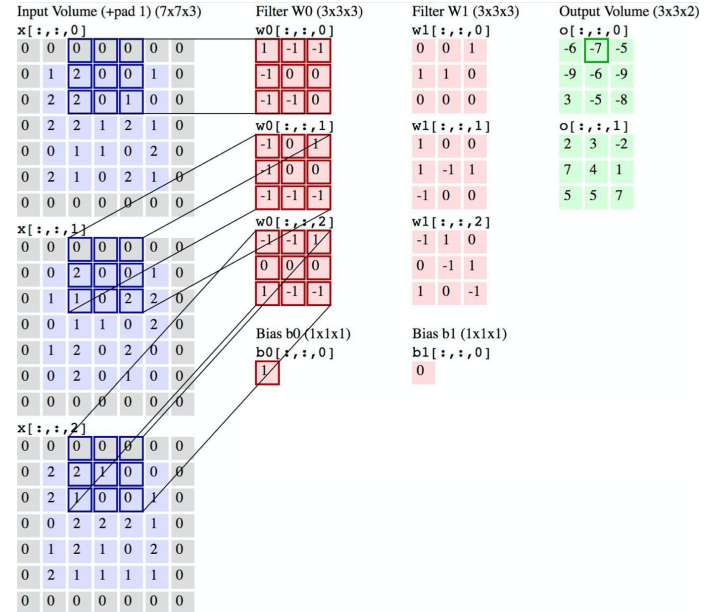 Input Volume (+pad 1) (7x7x3)
x[:,:,0]
0 0 0 0 0 0 0
0 1 2 0 0 1 0
0 2 2 0 1 0 0
0 2 2 1 2 1 0
0 0 1 1 0 2 0
0 2 1 0 2 1 0
0 0 0 0 0 0 0
x[:,:,1]
0 0 0 0 0 0 0
0 0 2 0 0 1 0
0 1 1 0 2 2 0
0 0 1 1 0 2 0
0 1 2 0 2 0 0
0 0 2 0 1 0 0
0 0 0 0 0 0 0
x[:,:,2]
0 0 0 0 0 0 0
0 2 2 1 0 0 0
0 2 1 0 0 1 0
0 0 2 2 2 1 0
0 1 2 1 0 2 0
0 2 1 1 1 1 0
0 0 0 0 0 0 0
Filter W0 (3x3x3)
w0[:,:,0]
1 -1 -1
-1 0 0
-1 -1 0
w0[:,:,1]
-1 0 1
-1 0 0
-1 -1 -1
w0[:,:,2]
-1 -1 1
0 0 0
1 -1 -1
Bias b0 (1x1x1)
b0[:,:,0]
1
Filter W1 (3x3x3)
w1[:,:,0]
0 0 1
1 1 0
0 0 0
w1[:,:,1]
1 0 0
1 -1 1
-1 0 0
w1[:,:,2]
-1 1 0
0 -1 1
1 0 -1
Bias b1 (1x1x1)
b1[:,:,0]
0
Output Volume (3x3x2)
o[:,:,0]
-6 -7 -5
-9 -6 -9
3 -5 -8
o[:,:,1]
2 3 -2
7 4 1
5 5 7